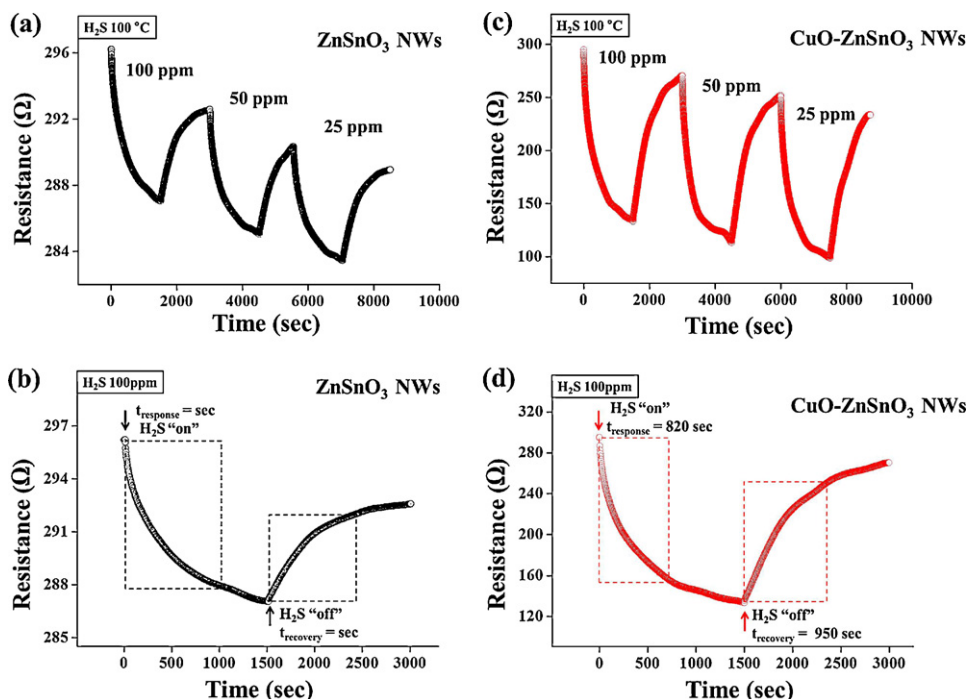 (a)
H₂S 100 °C
ZnSnO₃ NWs
100 ppm
50 ppm
25 ppm
296
292
288
284
Resistance (Ω)
0 2000 4000 6000 8000 10000
Time (sec)
(c)
H₂S 100 °C
CuO-ZnSnO₃ NWs
100 ppm
50 ppm
25 ppm
300
250
200
150
100
Resistance (Ω)
0 2000 4000 6000 8000 10000
Time (sec)
(b)
H₂S 100ppm
ZnSnO₃ NWs
t response = sec
H₂S “on”
297
294
291
288
285
Resistance (Ω)
H₂S “off”
t recovery = sec
0 500 1000 1500 2000 2500 3000
Time (sec)
(d)
H₂S 100ppm
CuO-ZnSnO₃ NWs
H₂S “on”
t response = 820 sec
320
280
240
200
160
120
Resistance (Ω)
H₂S “off”
t recovery = 950 sec
0 500 1000 1500 2000 2500 3000
Time (sec)